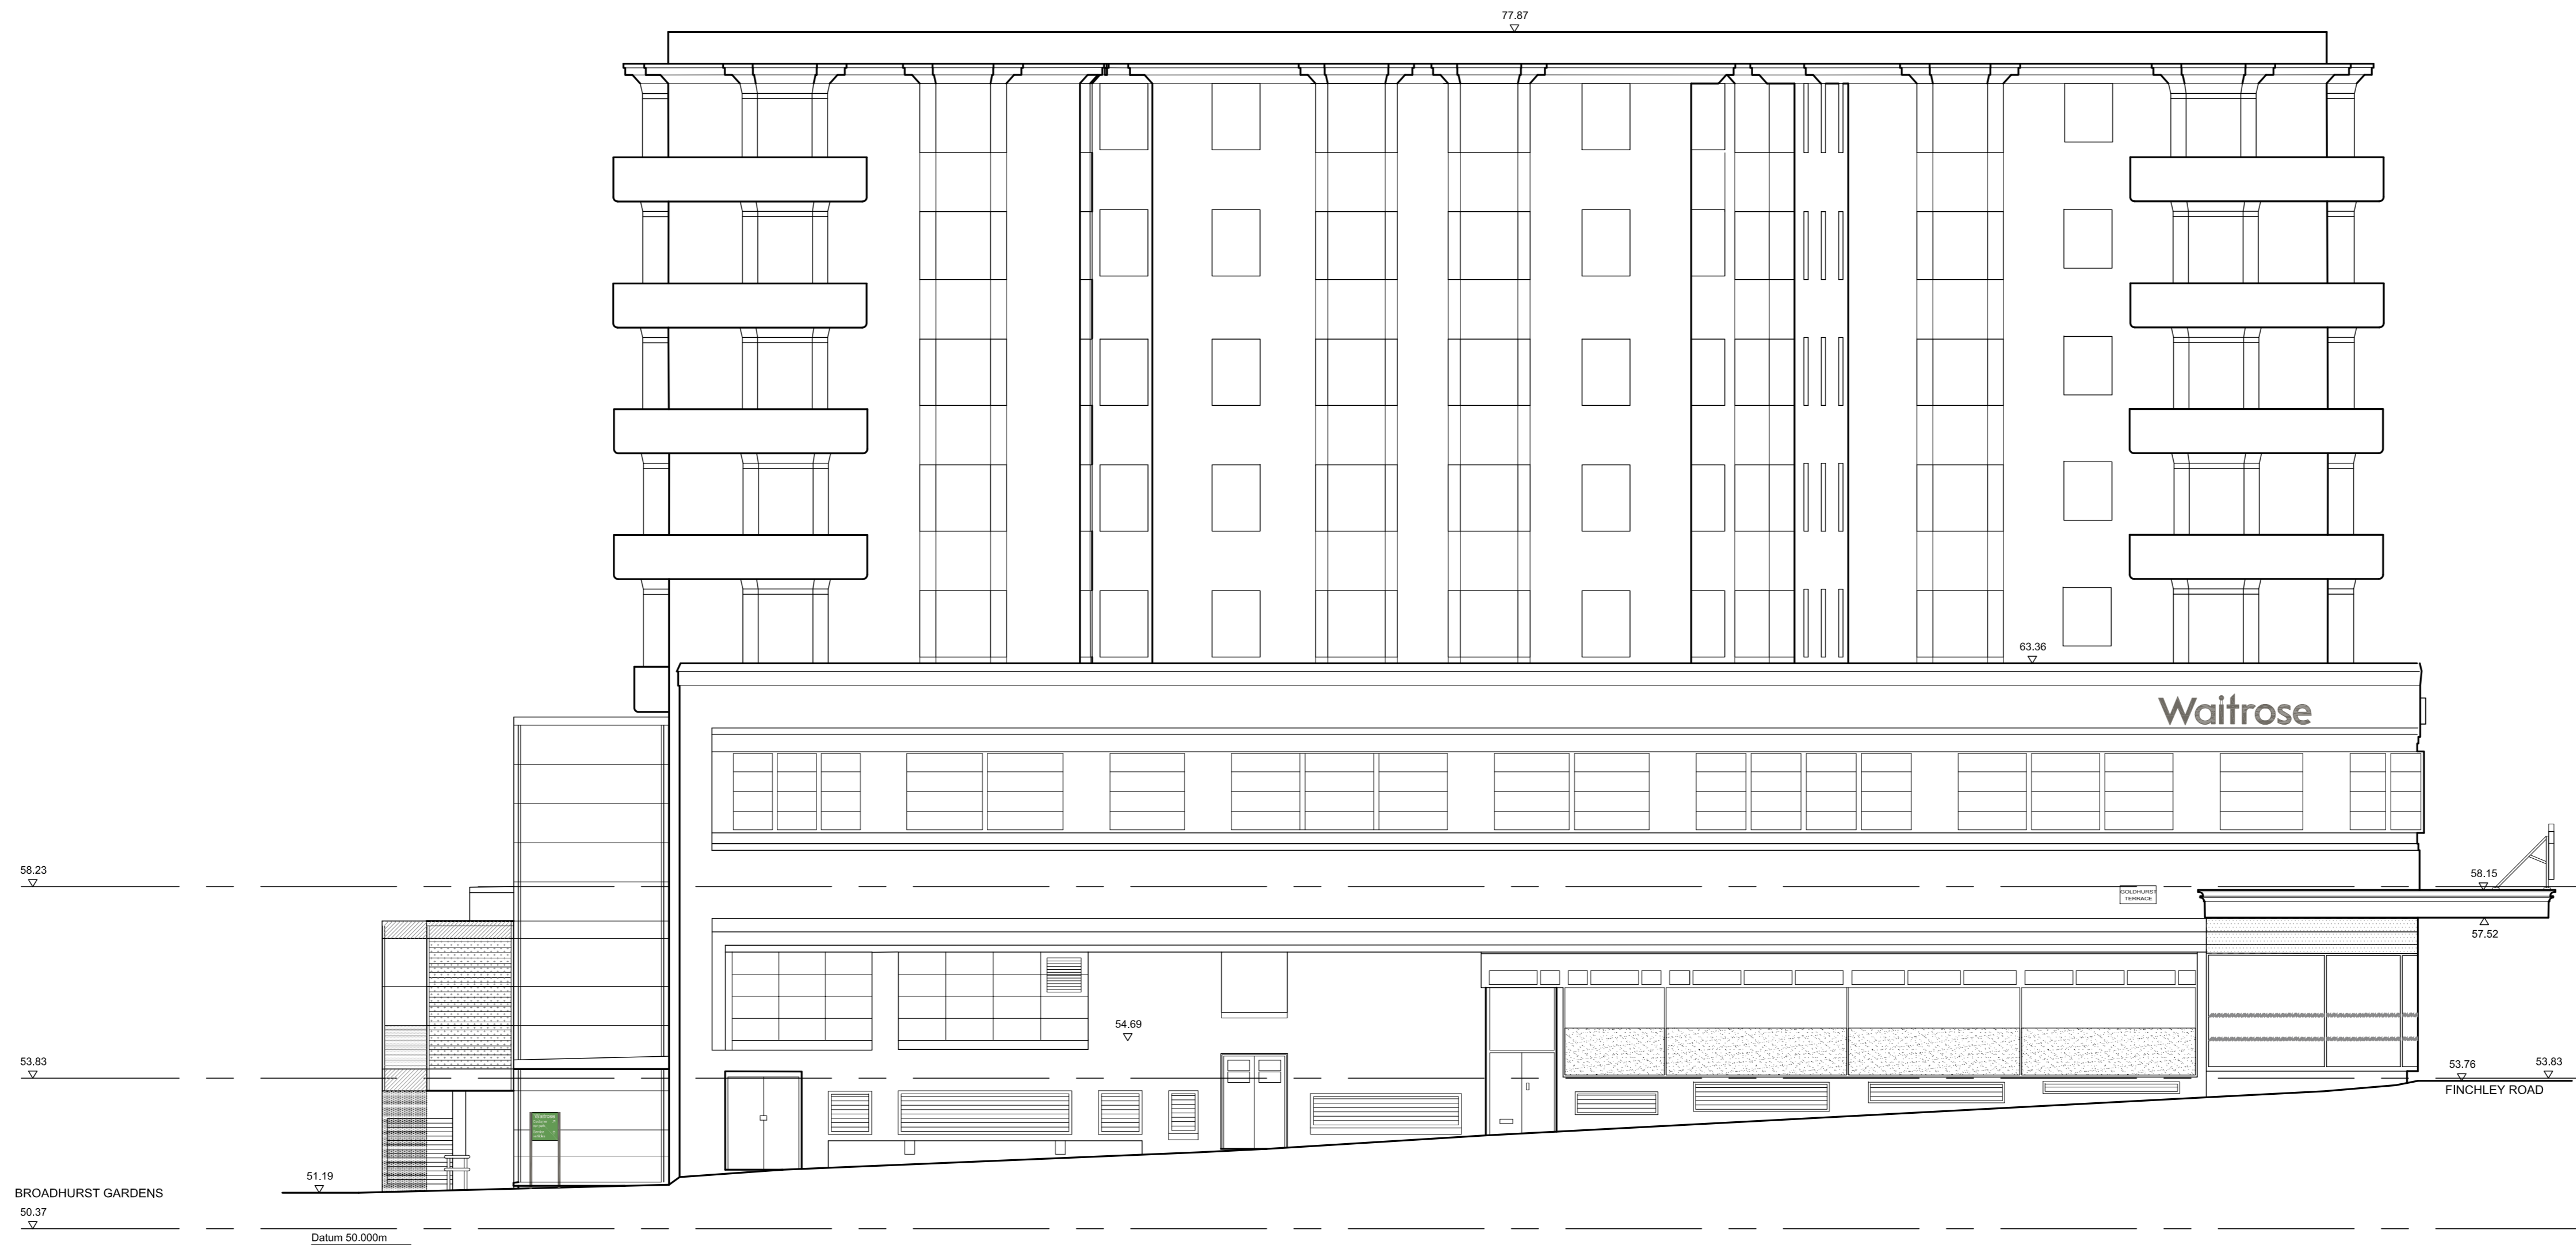 77.87
63.36
Waitrose
58.23
58.15
GOLDHURST
TERRACE
57.52
54.69
53.83
53.76
53.83
FINCHLEY ROAD
Waitrose
51.19
BROADHURST GARDENS
50.37
Datum 50.000m